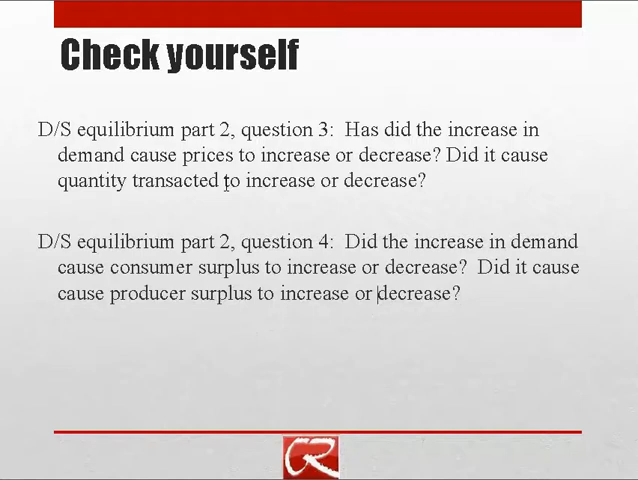 Check yourself
D/S equilibrium part 2, question 3:  Has did the increase in
demand cause prices to increase or decrease? Did it cause
quantity transacted to increase or decrease?
D/S equilibrium part 2, question 4:  Did the increase in demand
cause consumer surplus to increase or decrease?  Did it cause
cause producer surplus to increase or decrease?
CR